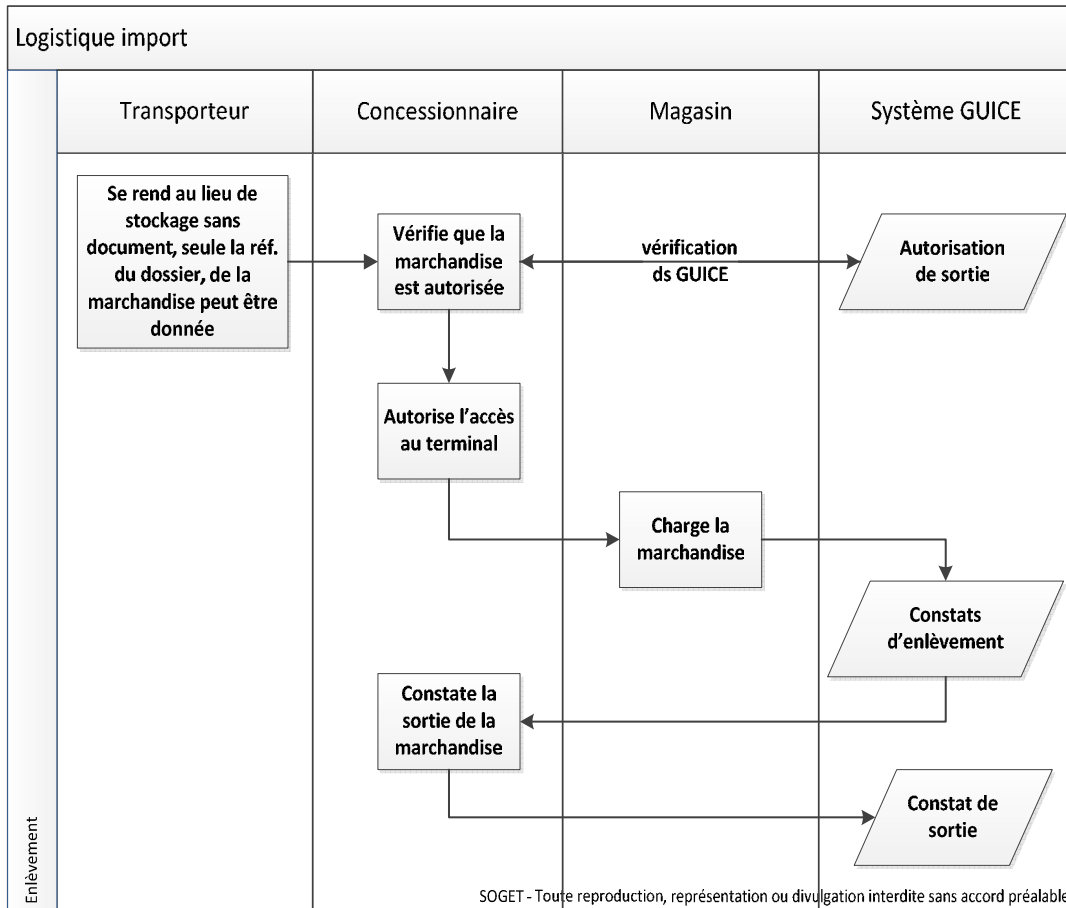 Logistique import
Transporteur
Concessionnaire
Magasin
Système GUICE
Se rend au lieu de
stockage sans
document, seule la réf.
du dossier, de la
marchandise peut être
donnée
Vérifie que la
marchandise
est autorisée
vérification
ds GUICE
Autorisation
de sortie
Autorise l'accès
au terminal
Charge la
marchandise
Constats
d'enlèvement
Constate la
sortie de la
marchandise
Constat de
sortie
Enlèvement
SOGET - Toute reproduction, représentation ou divulgation interdite sans accord préalable